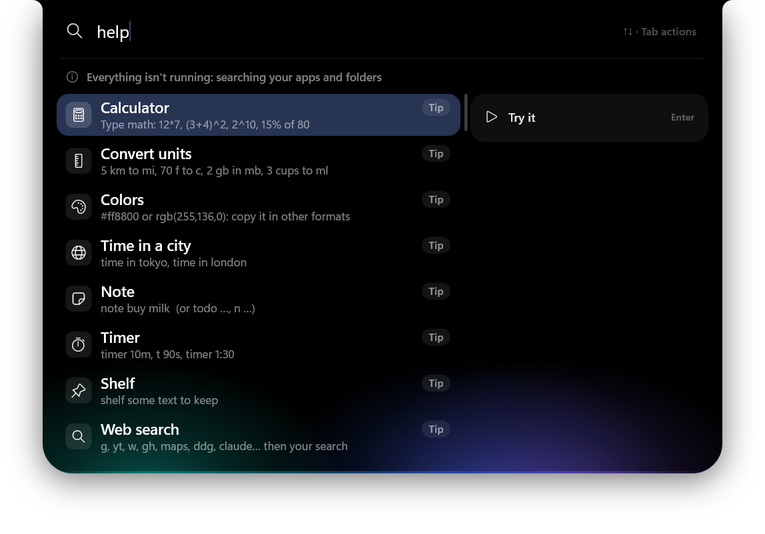 help
↑↓ · Tab actions
Everything isn't running: searching your apps and folders
Calculator
Tip
Type math: 12*7, (3+4)^2, 2^10, 15% of 80
Try it
Enter
Convert units
Tip
5 km to mi, 70 f to c, 2 gb in mb, 3 cups to ml
Colors
Tip
#ff8800 or rgb(255,136,0): copy it in other formats
Time in a city
Tip
time in tokyo, time in london
Note
Tip
note buy milk  (or todo ..., n ...)
Timer
Tip
timer 10m, t 90s, timer 1:30
Shelf
Tip
shelf some text to keep
Web search
Tip
g, yt, w, gh, maps, ddg, claude... then your search